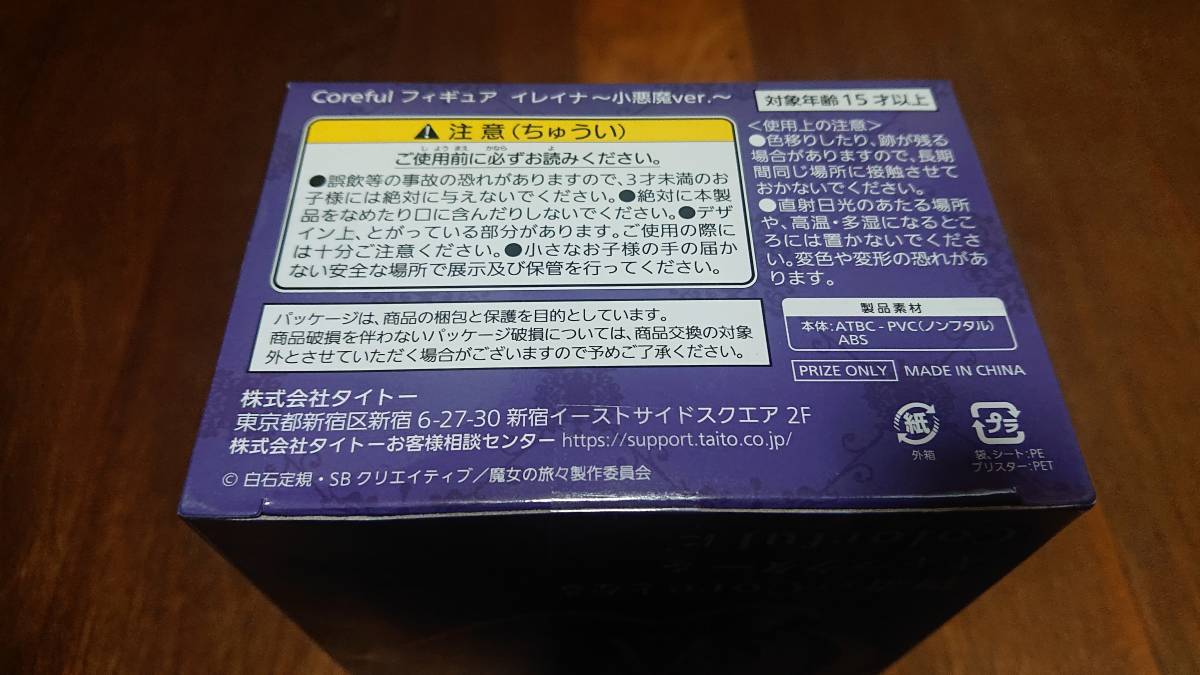 Coreful フィギュア イレイナ〜小悪魔ver.〜
対象年齢15才以上
注意(ちゅうい)
ご使用前に必ずお読みください。
●誤飲等の事故の恐れがありますので、3才未満のお
子様には絶対に与えないでください。●絶対に本製
品をなめたり口に含んだりしないでください。●デザ
イン上、とがっている部分があります。ご使用の際に
は十分ご注意ください。●小さなお子様の手の届か
ない安全な場所で展示及び保管を行ってください。
<使用上の注意>
●色移りしたり、跡が残る
場合がありますので、長期
間同じ場所に接触させて
おかないでください。
●直射日光のあたる場所
や、高温・多湿になるとこ
ろには置かないでくださ
い。変色や変形の恐れがあ
ります。
パッケージは、商品の梱包と保護を目的としています。
商品破損を伴わないパッケージ破損については、商品交換の対象
外とさせていただく場合がございますので予めご了承ください。
製品素材
本体:ATBC-PVC(ノンフタル)
ABS
PRIZE ONLY MADE IN CHINA
株式会社タイトー
東京都新宿区新宿 6-27-30 新宿イーストサイドスクエア 2F
株式会社タイトーお客様相談センター https://support.taito.co.jp/
© 白石定規・SB クリエイティブ/魔女の旅々製作委員会
紙
外箱
プラ
袋、シート:PE
ブリスター:PET
Colorful に